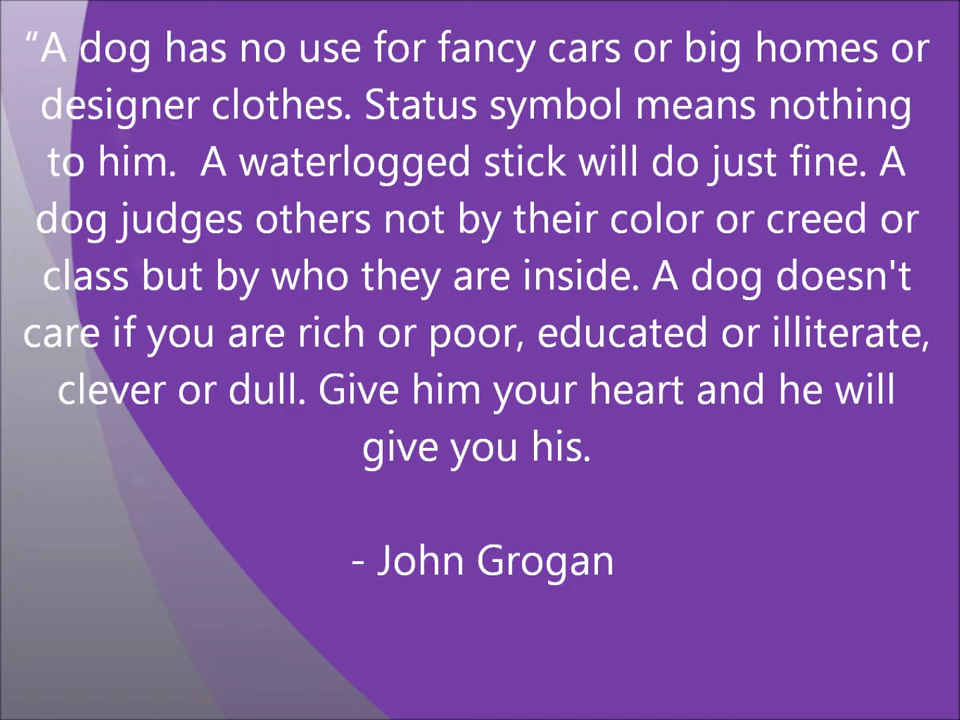 “A dog has no use for fancy cars or big homes or
designer clothes. Status symbol means nothing
to him.  A waterlogged stick will do just fine. A
dog judges others not by their color or creed or
class but by who they are inside. A dog doesn't
care if you are rich or poor, educated or illiterate,
clever or dull. Give him your heart and he will
give you his.
- John Grogan